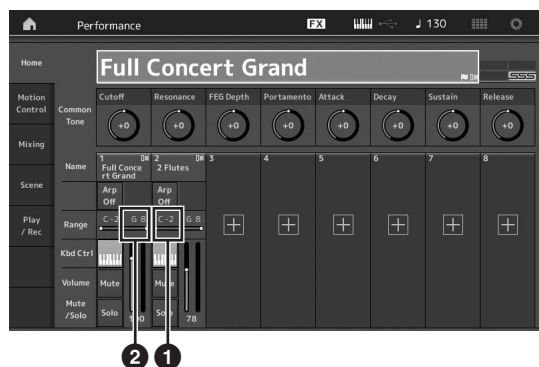 Performance
FX
130
Home
Full Concert Grand
Motion
Control
Common
Tone
Cutoff
Resonance
FEG Depth
Portamento
Attack
Decay
Sustain
Release
+0
+0
+0
+0
+0
+0
+0
+0
Mixing
Name
1
Full Conce
rt Grand
2
2 Flutes
3
4
5
6
7
8
Scene
Arp
Off
Arp
Off
Play
/ Rec
Range
C -2
G 8
C -2
G 8
Kbd Ctrl
Volume
Mute
Mute
Mute
/Solo
Solo
100
Solo
78
2
1